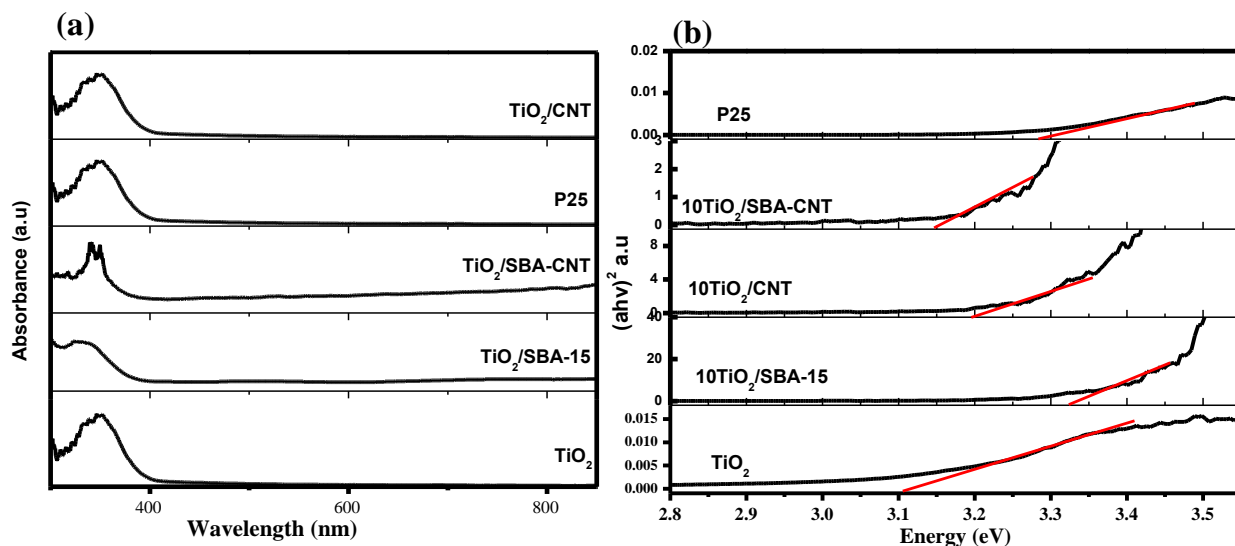 (a)
TiO2/CNT
P25
TiO2/SBA-CNT
TiO2/SBA-15
TiO2
Absorbance (a.u)
400
600
800
Wavelength (nm)
(b)
0.02
0.01
0.00
P25
3
2
1
0
10TiO2/SBA-CNT
8
4
0
10TiO2/CNT
40
20
0
10TiO2/SBA-15
0.015
0.010
0.005
0.000
TiO2
(ahv)2 a.u
2.8 2.9 3.0 3.1 3.2 3.3 3.4 3.5
Energy (eV)